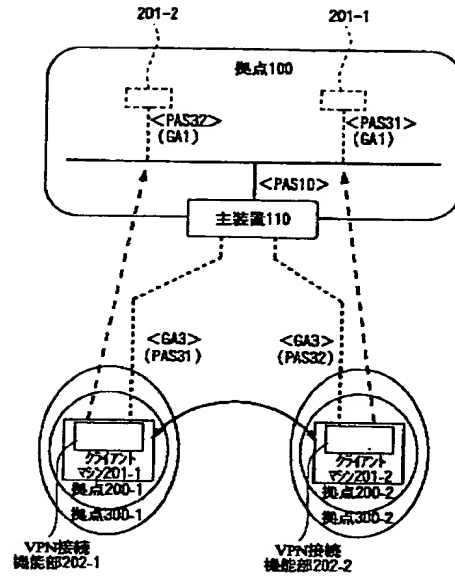 201-2
201-1
拠点100
<PAS32>
(GA1)
<PAS31>
(GA1)
<PAS10>
主装置110
<GA3>
(PAS31)
<GA3>
(PAS32)
クライアント
マシン201-1
拠点200-1
拠点300-1
VPN接続
機能部202-1
クライアント
マシン201-2
拠点200-2
拠点300-2
VPN接続
機能部202-2